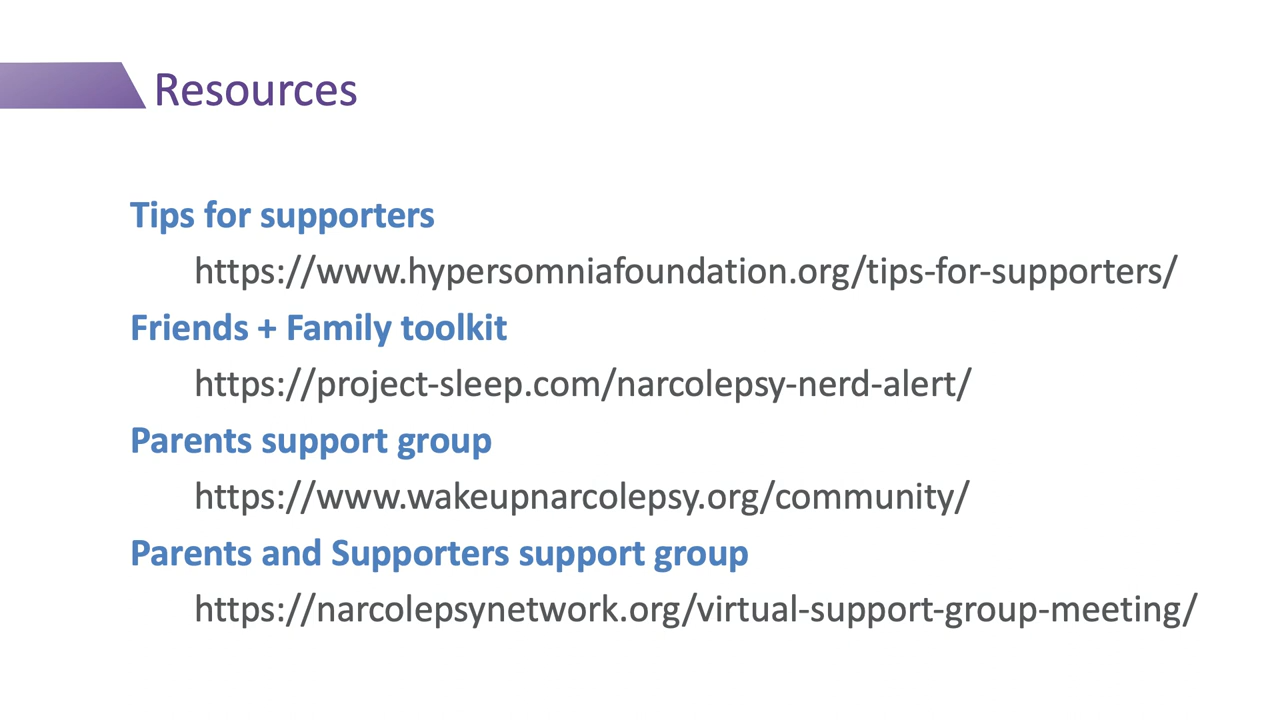 Resources
Tips for supporters
https://www.hypersomniafoundation.org/tips-for-supporters/
Friends + Family toolkit
https://project-sleep.com/narcolepsy-nerd-alert/
Parents support group
https://www.wakeupnarcolepsy.org/community/
Parents and Supporters support group
https://narcolepsynetwork.org/virtual-support-group-meeting/